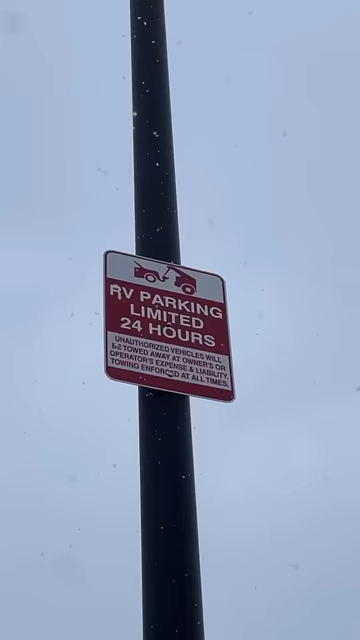 RV PARKING
LIMITED
24 HOURS
UNAUTHORIZED VEHICLES WILL
BE TOWED AWAY AT OWNER'S OR
OPERATOR'S EXPENSE & LIABILITY.
TOWING ENFORCED AT ALL TIMES.